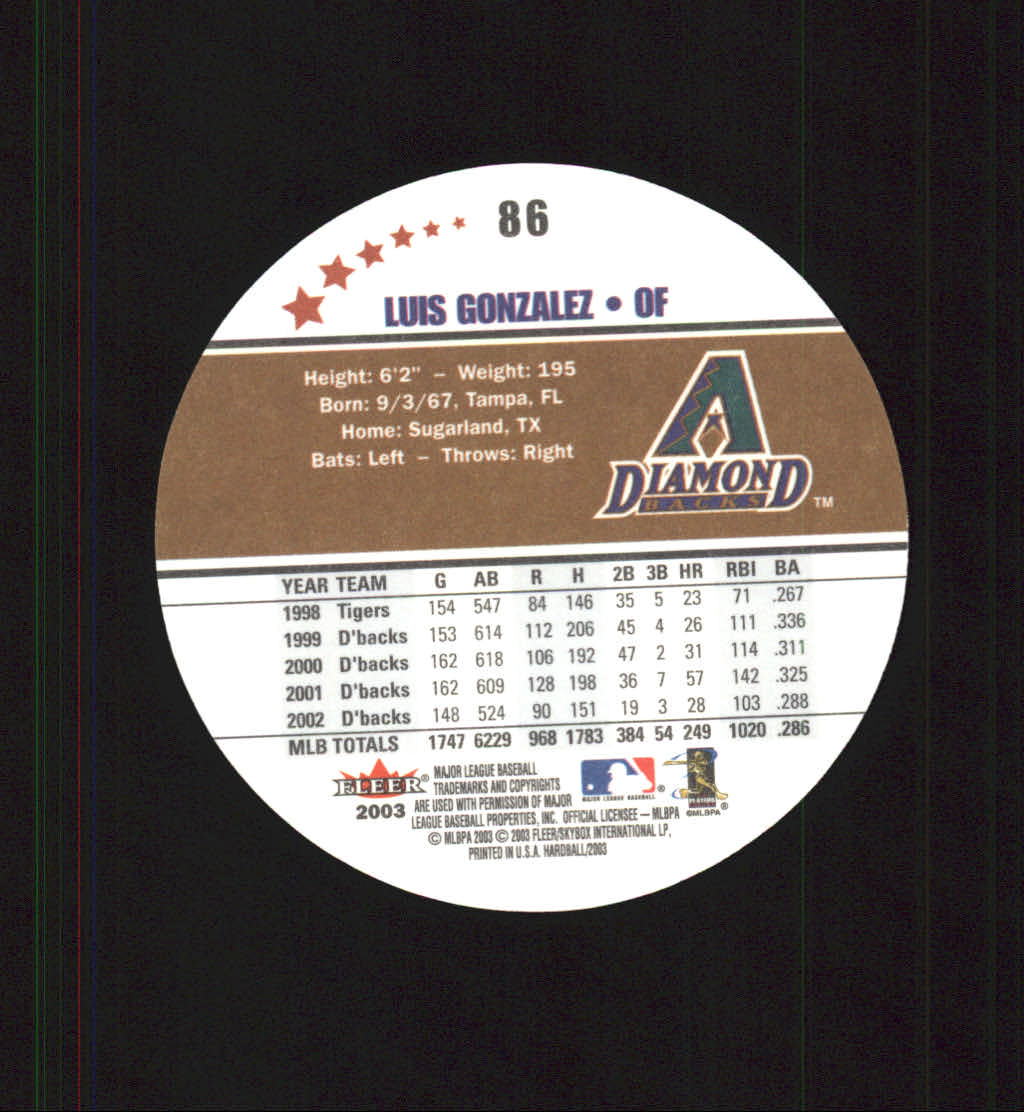 86
LUIS GONZALEZ • OF
Height: 6'2" – Weight: 195
Born: 9/3/67, Tampa, FL
Home: Sugarland, TX
Bats: Left – Throws: Right
DIAMOND
BACKS
TM
YEAR TEAM G AB R H 2B 3B HR RBI BA
1998 Tigers 154 547 84 146 35 5 23 71 .267
1999 D'backs 153 614 112 206 45 4 26 111 .336
2000 D'backs 162 618 106 192 47 2 31 114 .311
2001 D'backs 162 609 128 198 36 7 57 142 .325
2002 D'backs 148 524 90 151 19 3 28 103 .288
MLB TOTALS 1747 6229 968 1783 384 54 249 1020 .286
FLEER®
2003
MAJOR LEAGUE BASEBALL
TRADEMARKS AND COPYRIGHTS
ARE USED WITH PERMISSION OF MAJOR
LEAGUE BASEBALL PROPERTIES, INC. OFFICIAL LICENSEE – MLBPA
© MLBPA 2003 © 2003 FLEER/SKYBOX INTERNATIONAL LP,
PRINTED IN U.S.A. HARDBALL/2003
MAJOR LEAGUE BASEBALL ®
PLAYERS
©MLBPA ®